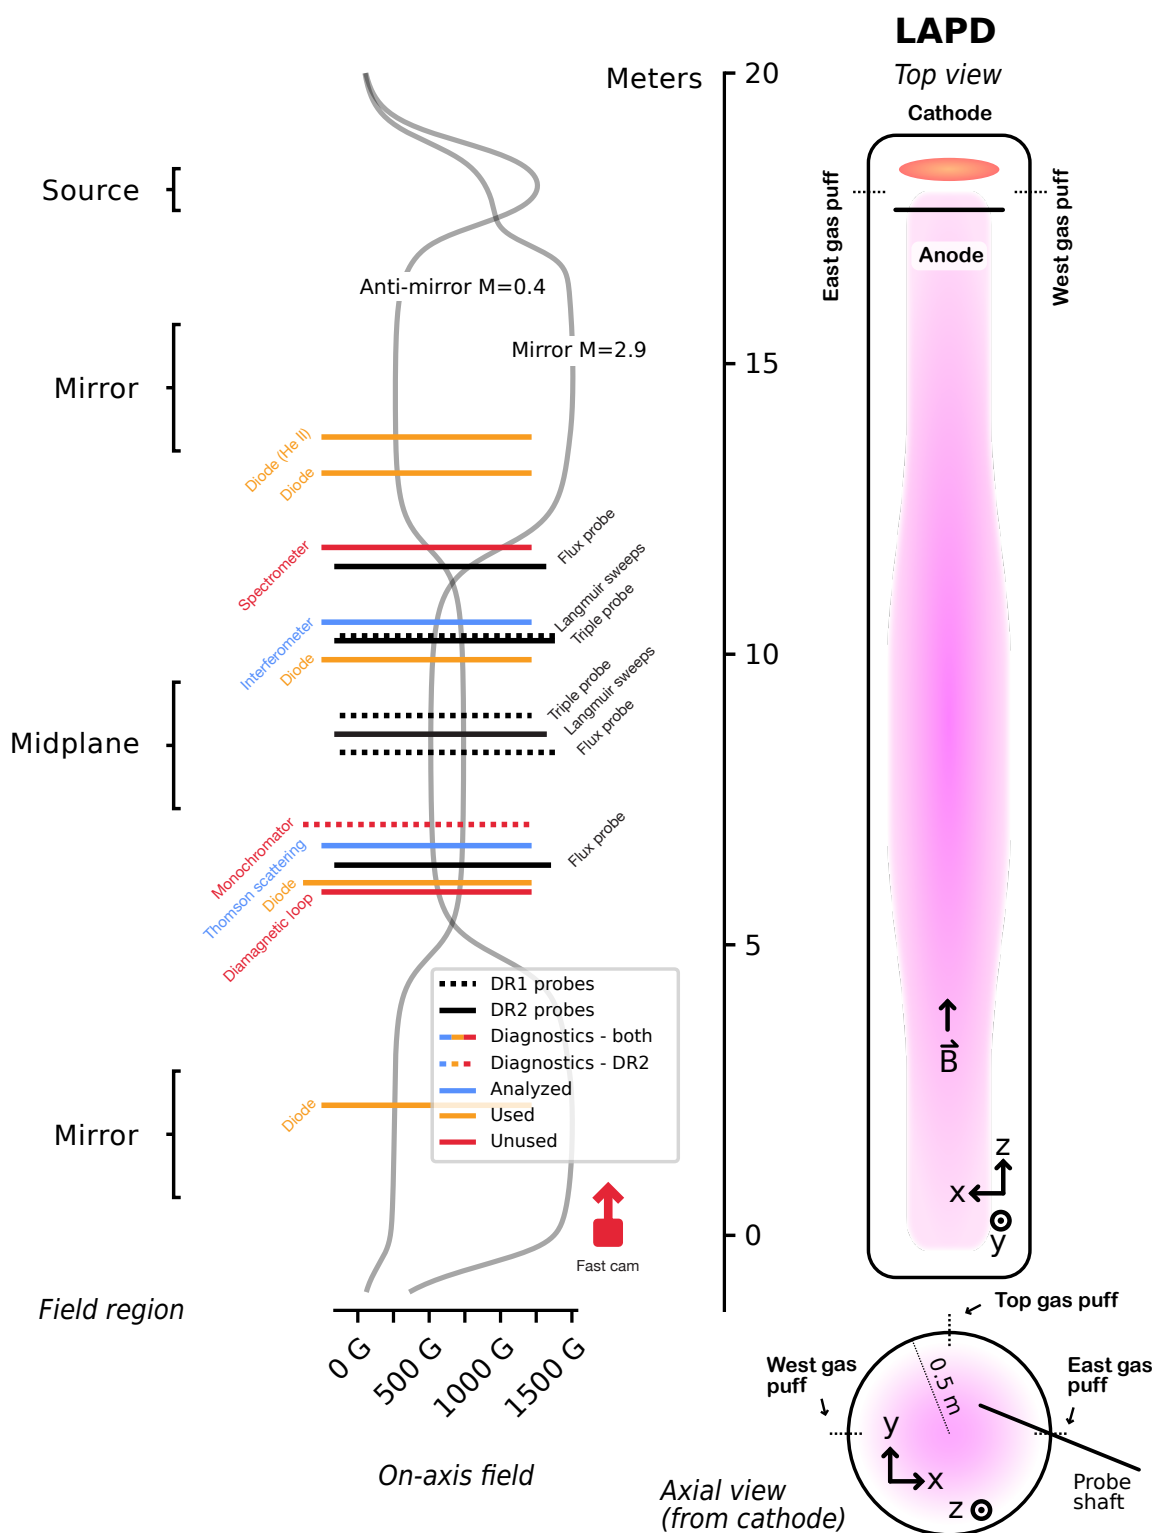 LAPD
Top view
Meters
20
15
10
5
0
Cathode
East gas puff
West gas puff
Anode
Source
Mirror
Midplane
Mirror
Field region
Anti-mirror M=0.4
Mirror M=2.9
Diode (He II)
Diode
Spectrometer
Flux probe
Langmuir sweeps
Triple probe
Interferometer
Diode
Triple probe
Langmuir sweeps
Flux probe
Monochromator
Thomson scattering
Diode
Diamagnetic loop
Flux probe
DR1 probes
DR2 probes
Diagnostics - both
Diagnostics - DR2
Analyzed
Used
Unused
Diode
Fast cam
B
z
x
y
0 G
500 G
1000 G
1500 G
On-axis field
Top gas puff
West gas
puff
East gas
puff
0.5 m
y
x
z
Probe
shaft
Axial view
(from cathode)